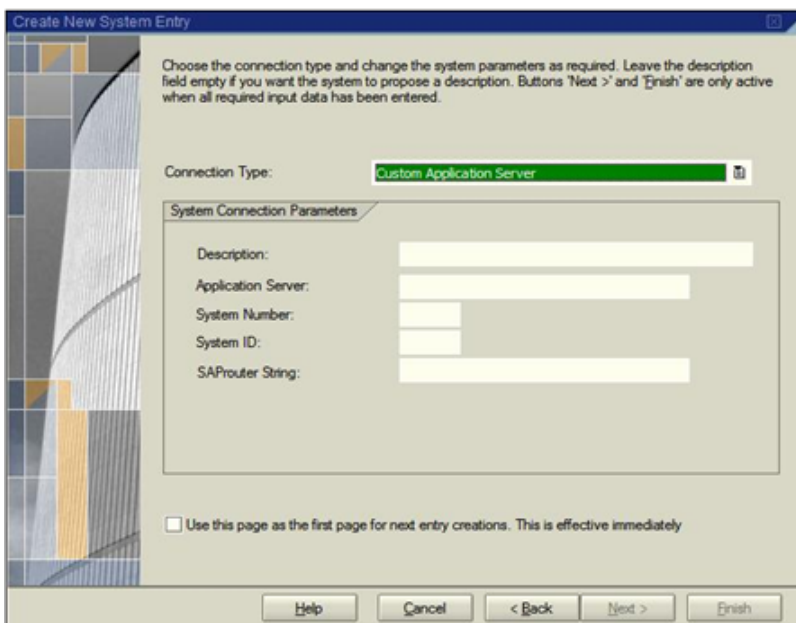 Create New System Entry
Choose the connection type and change the system parameters as required. Leave the description
field empty if you want the system to propose a description. Buttons 'Next >' and 'Finish' are only active
when all required input data has been entered.
Connection Type:
Custom Application Server
System Connection Parameters
Description:
Application Server:
System Number:
System ID:
SAProuter String:
Use this page as the first page for next entry creations. This is effective immediately
Help
Cancel
< Back
Next >
Finish